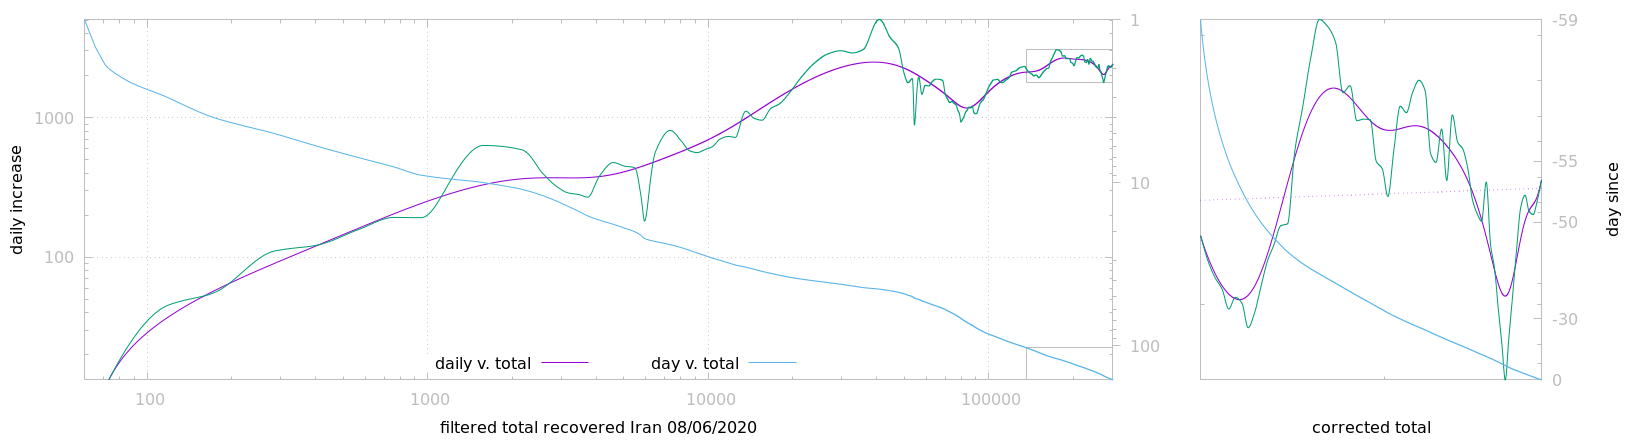 1
-59
1000
daily increase
-55
day since
10
-50
100
-30
daily v. total
day v. total
100
0
100
1000
10000
100000
filtered total recovered Iran 08/06/2020
corrected total